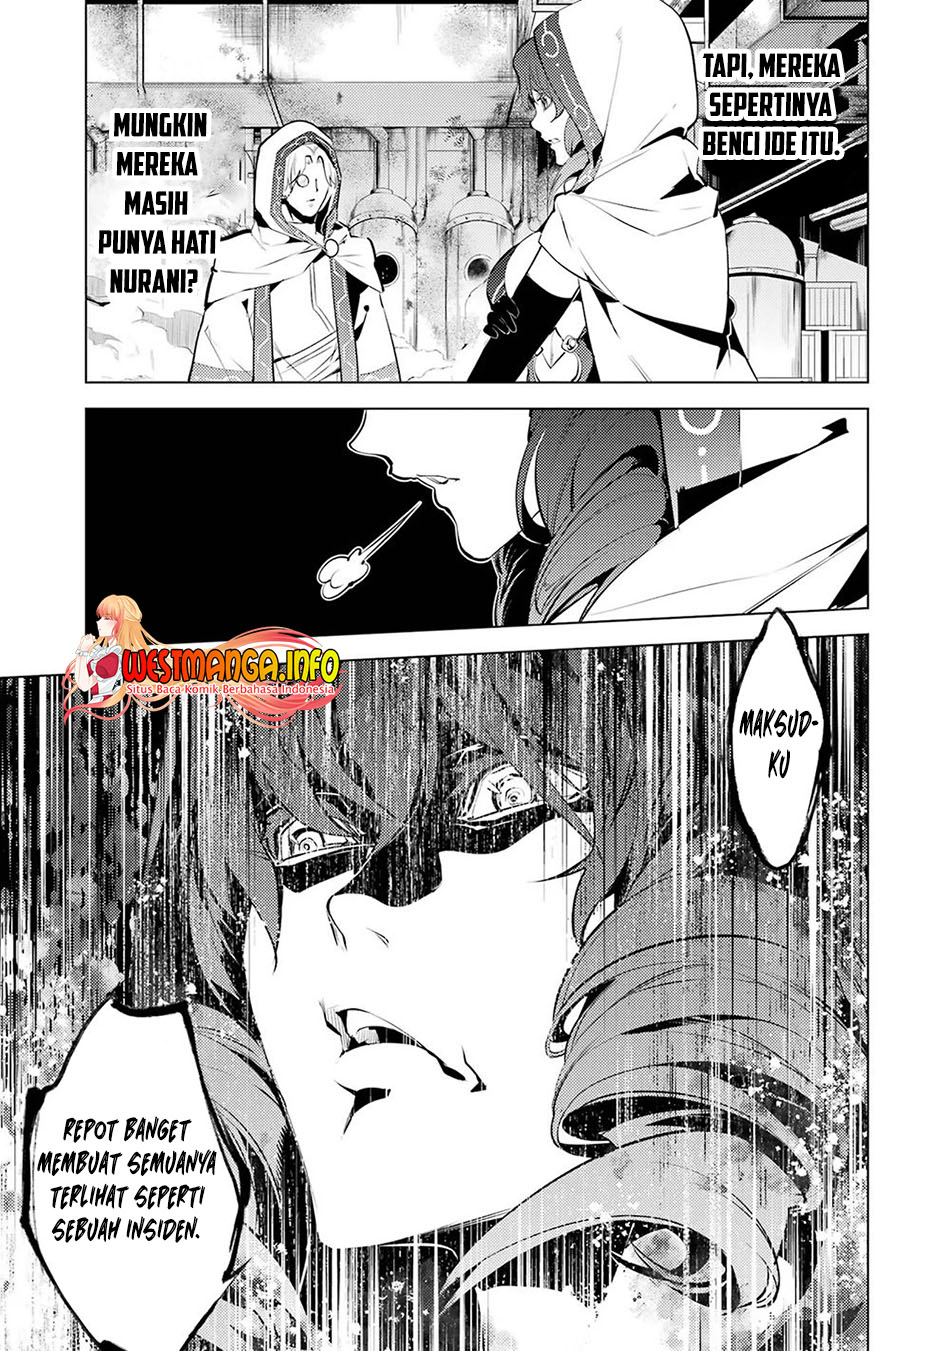 TAPI, MEREKA
SEPERTINYA
BENCI IDE ITU.
MUNGKIN
MEREKA
MASIH
PUNYA HATI
NURANI?
WESTMANGA.INFO
SITUS BACA KOMIK BERBAHASA INDONESIA
MAKSUD-
KU
REPOT BANGET
MEMBUAT SEMUANYA
TERLIHAT SEPERTI
SEBUAH INSIDEN.